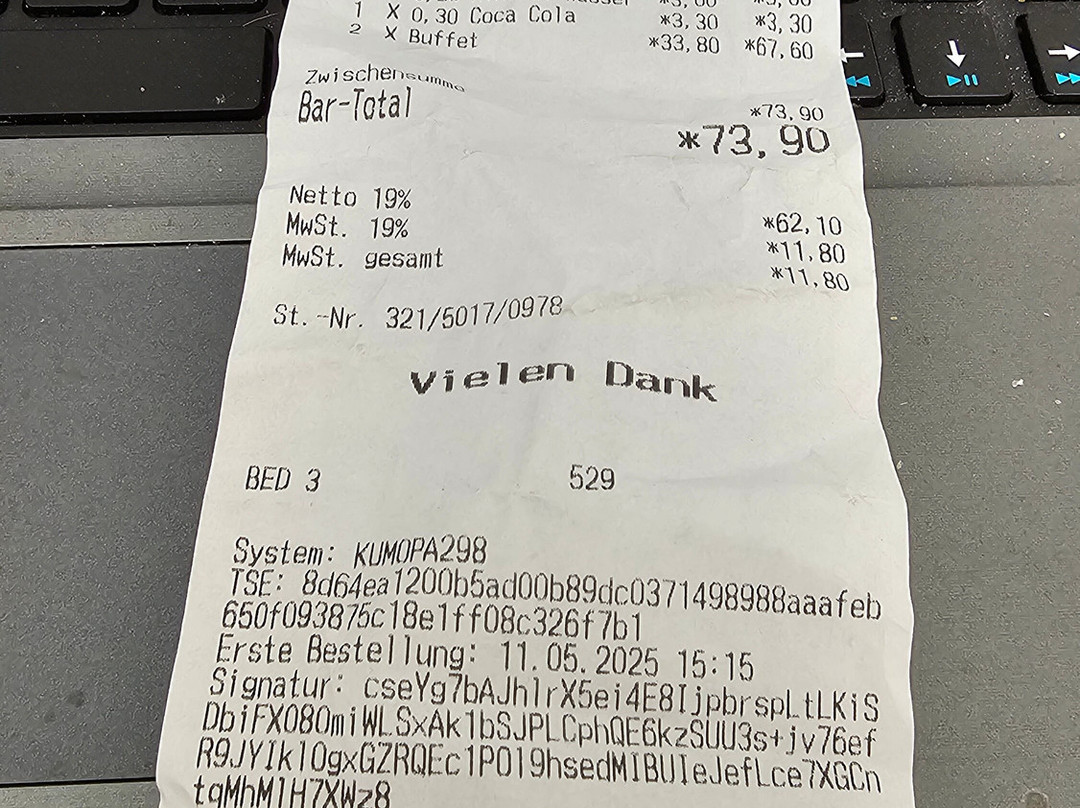 1 X 0,30 Coca Cola *3,30 *3,30
2 X Buffet *33,80 *67,60
Zwischensumme *73,90
Bar-Total *73,90
Netto 19% *62,10
MwSt. 19% *11,80
MwSt. gesamt *11,80
St.-Nr. 321/5017/0978
Vielen Dank
BED 3 529
System: KUMOPA298
TSE: 8d64ea1200b5ad00b89dc0371498988aaafeb
650f093875c18e1ff08c326f7b1
Erste Bestellung: 11.05.2025 15:15
Signatur: cseYg7bAJhlrX5ei4E8IjpbrspLtLKiS
DbiFX080miWLSxAk1bSJPLCphQE6kzSUU3s+jv76ef
R9JYIkl0gxGZRQEc1P019hsedMIBUIeJefLce7XGCn
tqMhMlH7XWz8